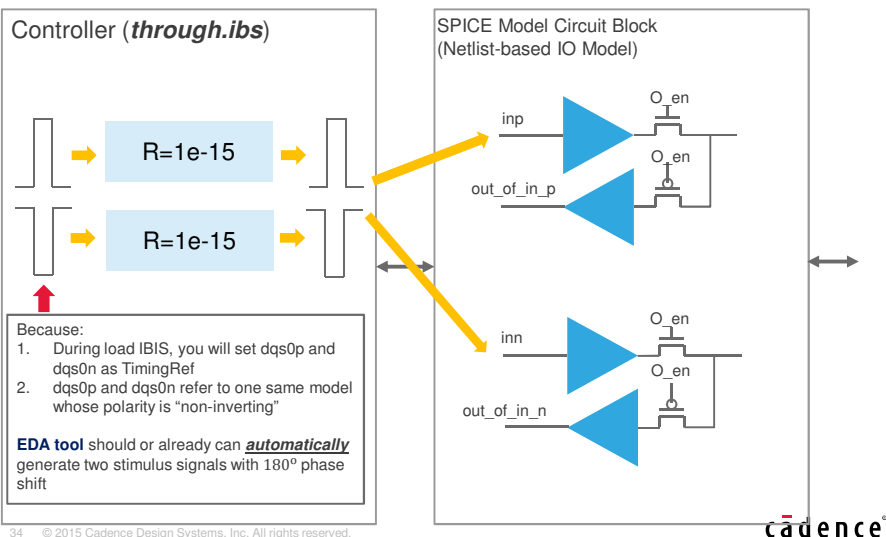 Controller (through.ibs)
R=1e-15
R=1e-15
Because:
1. During load IBIS, you will set dqs0p and
dqs0n as TimingRef
2. dqs0p and dqs0n refer to one same model
whose polarity is “non-inverting”
EDA tool should or already can automatically
generate two stimulus signals with 180° phase
shift
SPICE Model Circuit Block
(Netlist-based IO Model)
O_en
inp
O_en
out_of_in_p
O_en
inn
O_en
out_of_in_n
34 © 2015 Cadence Design Systems, Inc. All rights reserved.
cādence®